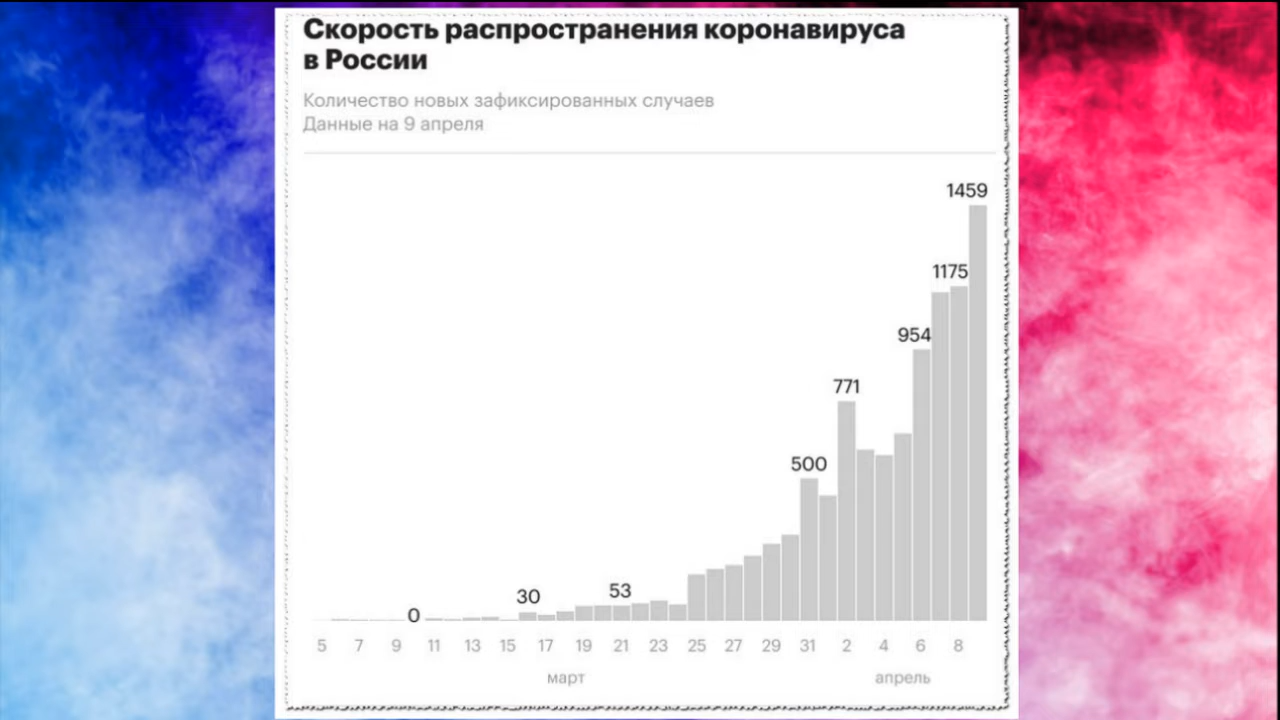 Скорость распространения коронавируса
в России
Количество новых зафиксированных случаев
Данные на 9 апреля
1459
1175
954
771
500
53
30
0
5 7 9 11 13 15 17 19 21 23 25 27 29 31 2 4 6 8
март апрель